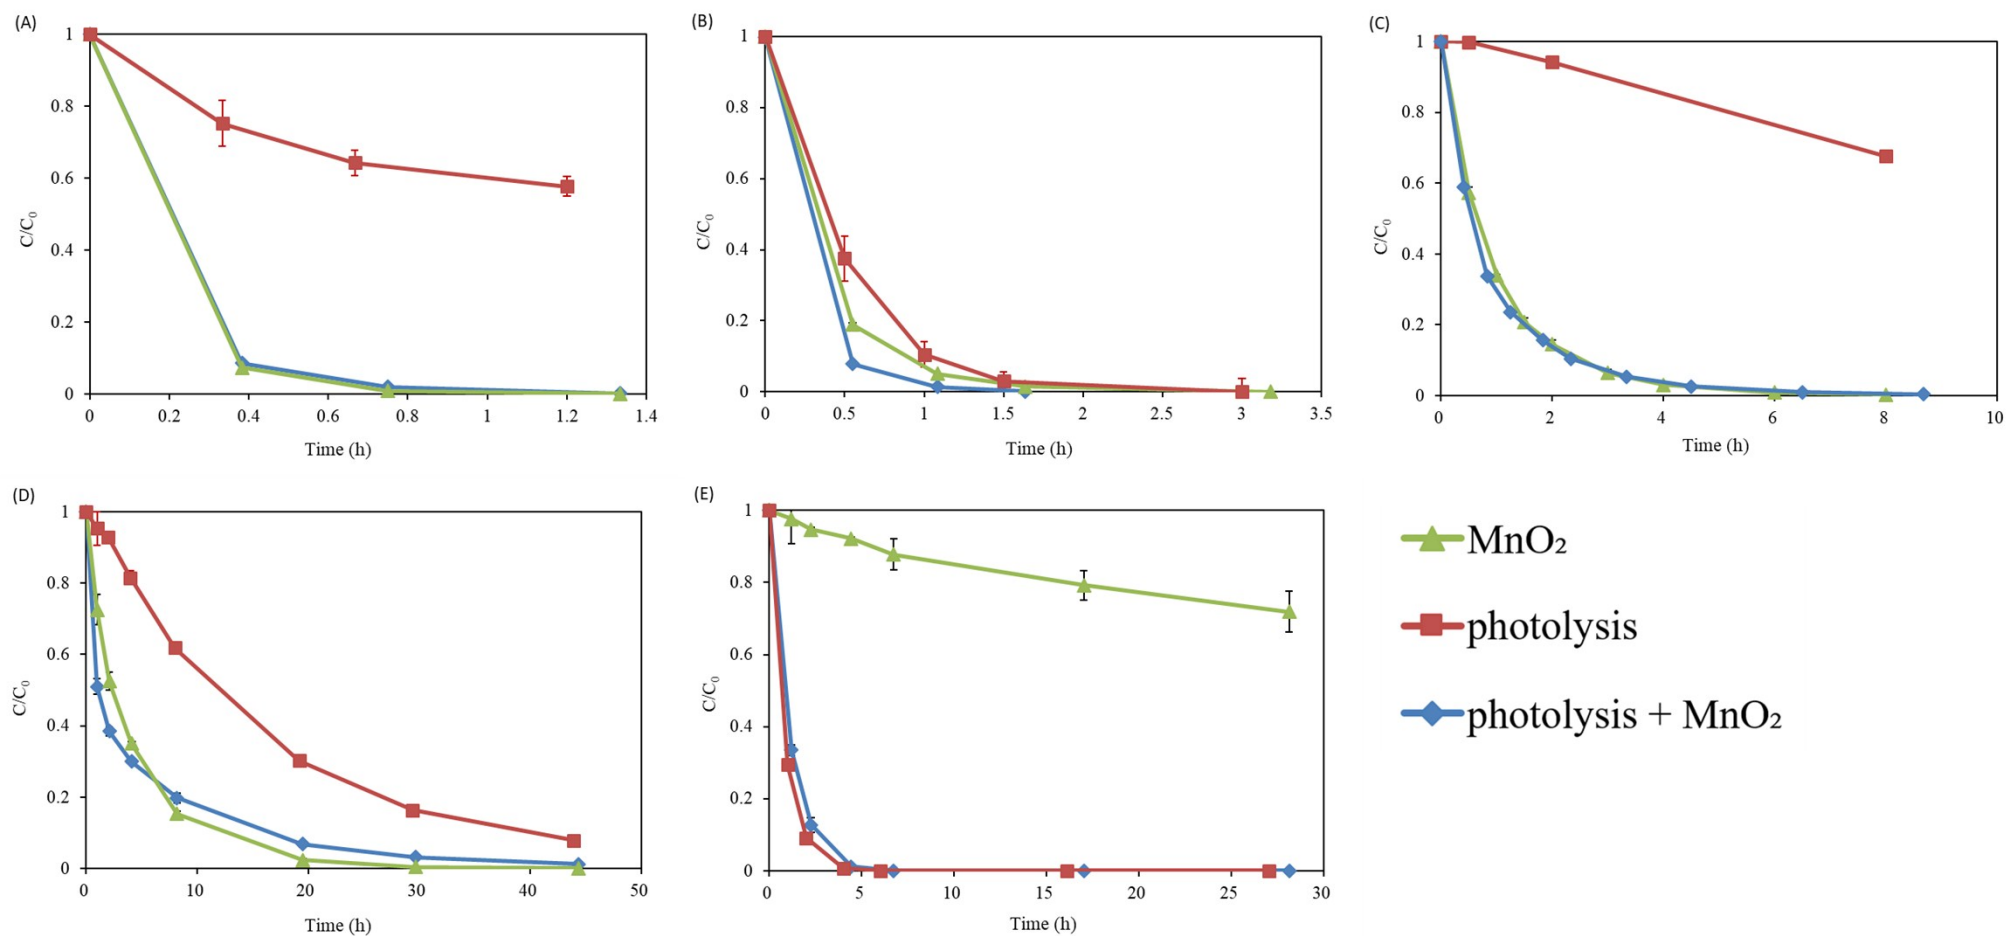 (A)
1
0.8
0.6
0.4
0.2
0
C/C₀
0 0.2 0.4 0.6 0.8 1 1.2 1.4
Time (h)
(B)
1
0.8
0.6
0.4
0.2
0
C/C₀
0 0.5 1 1.5 2 2.5 3 3.5
Time (h)
(C)
1
0.8
0.6
0.4
0.2
0
C/C₀
0 2 4 6 8 10
Time (h)
(D)
1
0.8
0.6
0.4
0.2
0
C/C₀
0 10 20 30 40 50
Time (h)
(E)
1
0.8
0.6
0.4
0.2
0
C/C₀
0 5 10 15 20 25 30
Time (h)
MnO₂
photolysis
photolysis + MnO₂